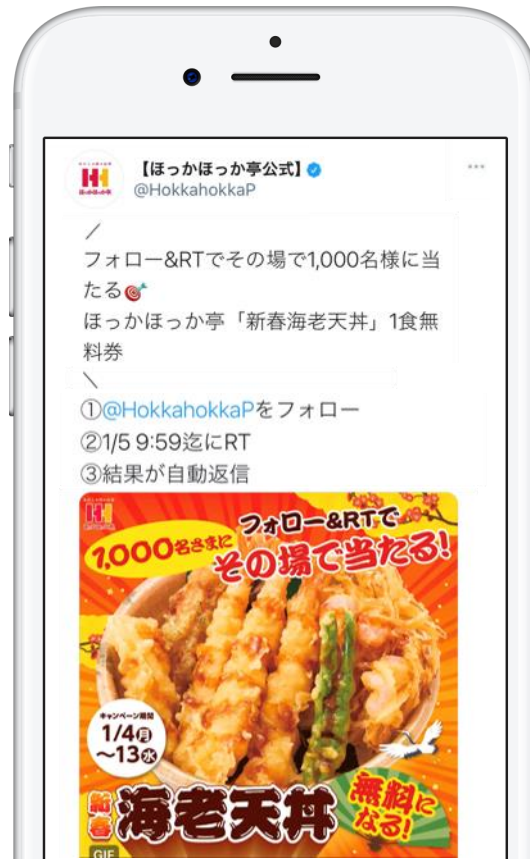 【ほっかほっか亭公式】
@HokkahokkaP
／
フォロー&RTでその場で1,000名様に当
たる🎯
ほっかほっか亭「新春海老天丼」1食無
料券
＼
①@HokkahokkaPをフォロー
②1/5 9:59迄にRT
③結果が自動返信
フォロー&RTで
1,000名さまに
その場で当たる!
キャンペーン期間
1/4月
〜13水
新春
海老天丼
無料に
なる!
GIF